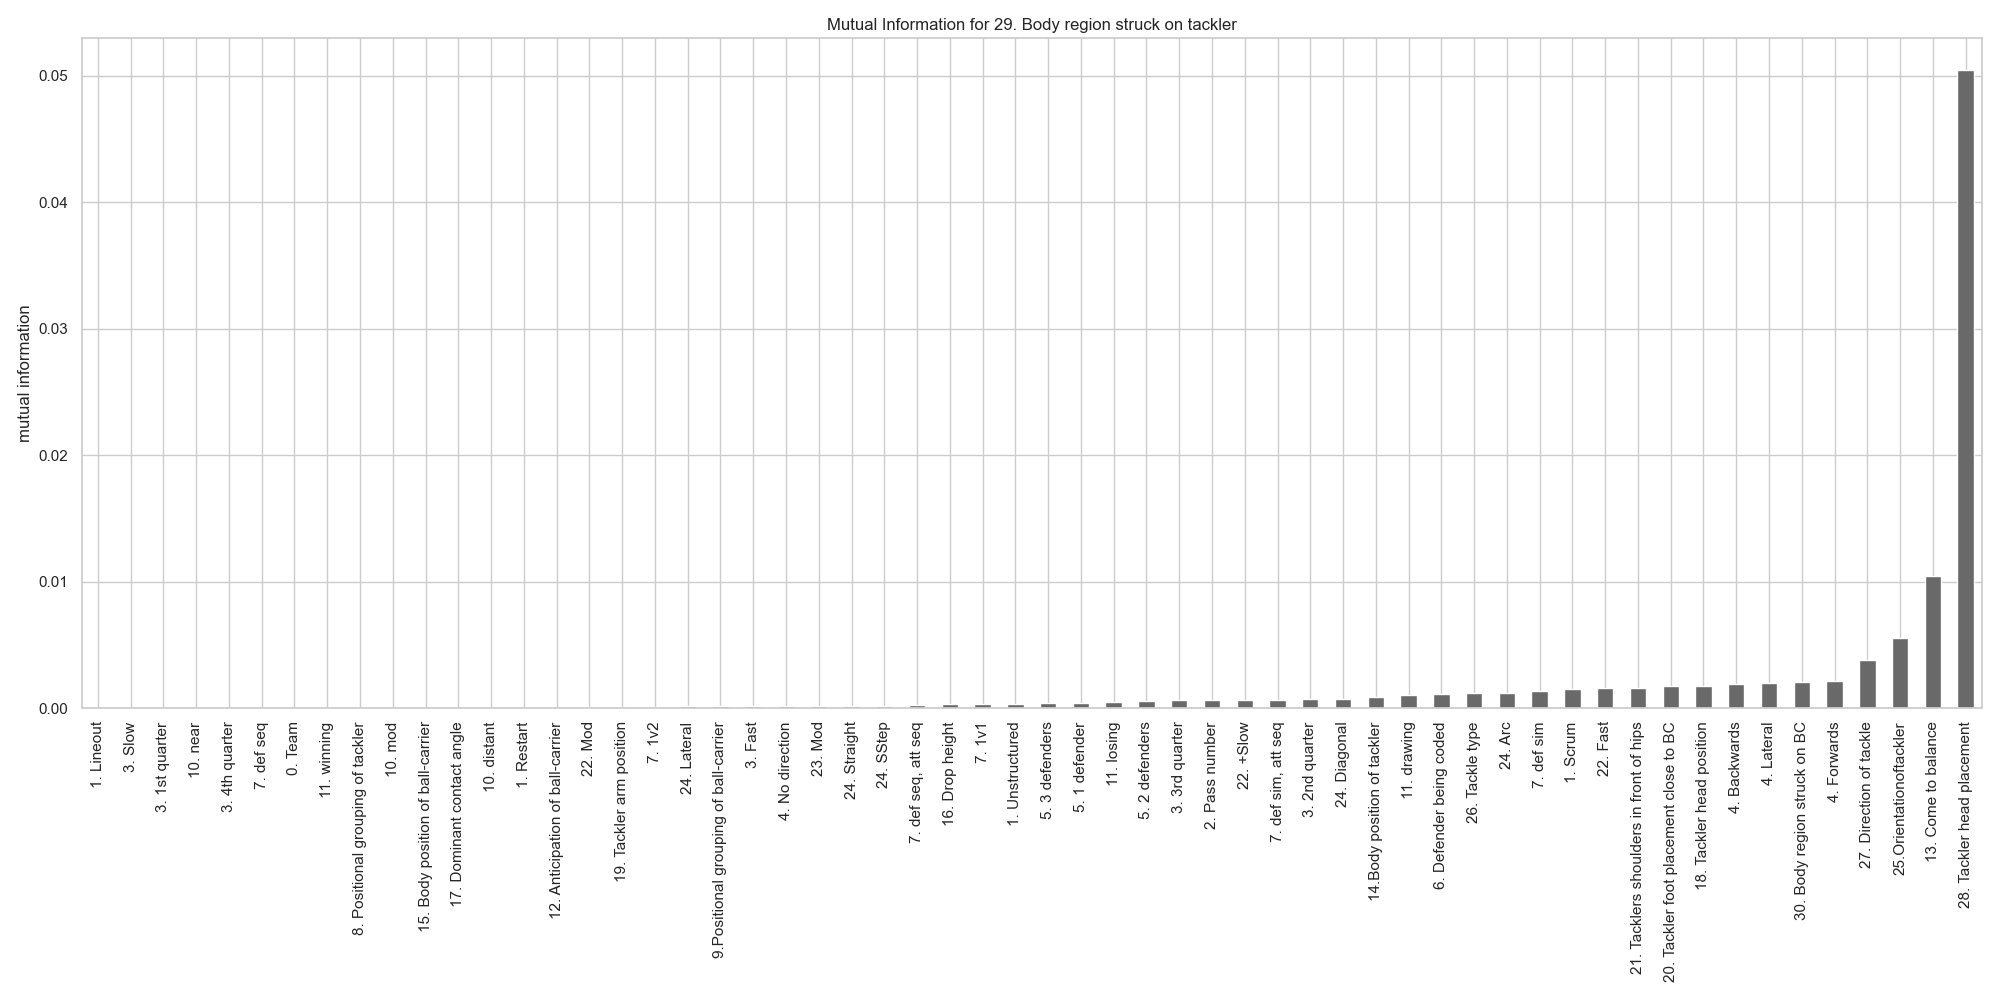 Mutual Information for 29. Body region struck on tackler
mutual information
0.05
0.04
0.03
0.02
0.01
0.00
1. Lineout
3. Slow
3. 1st quarter
10. near
3. 4th quarter
7. def seq
0. Team
11. winning
8. Positional grouping of tackler
10. mod
15. Body position of ball-carrier
17. Dominant contact angle
10. distant
1. Restart
12. Anticipation of ball-carrier
22. Mod
19. Tackler arm position
7. 1v2
24. Lateral
9.Positional grouping of ball-carrier
3. Fast
4. No direction
23. Mod
24. Straight
24. SStep
7. def seq, att seq
16. Drop height
7. 1v1
1. Unstructured
5. 3 defenders
5. 1 defender
11. losing
5. 2 defenders
3. 3rd quarter
2. Pass number
22. +Slow
7. def sim, att seq
3. 2nd quarter
24. Diagonal
14.Body position of tackler
11. drawing
6. Defender being coded
26. Tackle type
24. Arc
7. def sim
1. Scrum
22. Fast
21. Tacklers shoulders in front of hips
20. Tackler foot placement close to BC
18. Tackler head position
4. Backwards
4. Lateral
30. Body region struck on BC
4. Forwards
27. Direction of tackle
25.Orientationoftackler
13. Come to balance
28. Tackler head placement